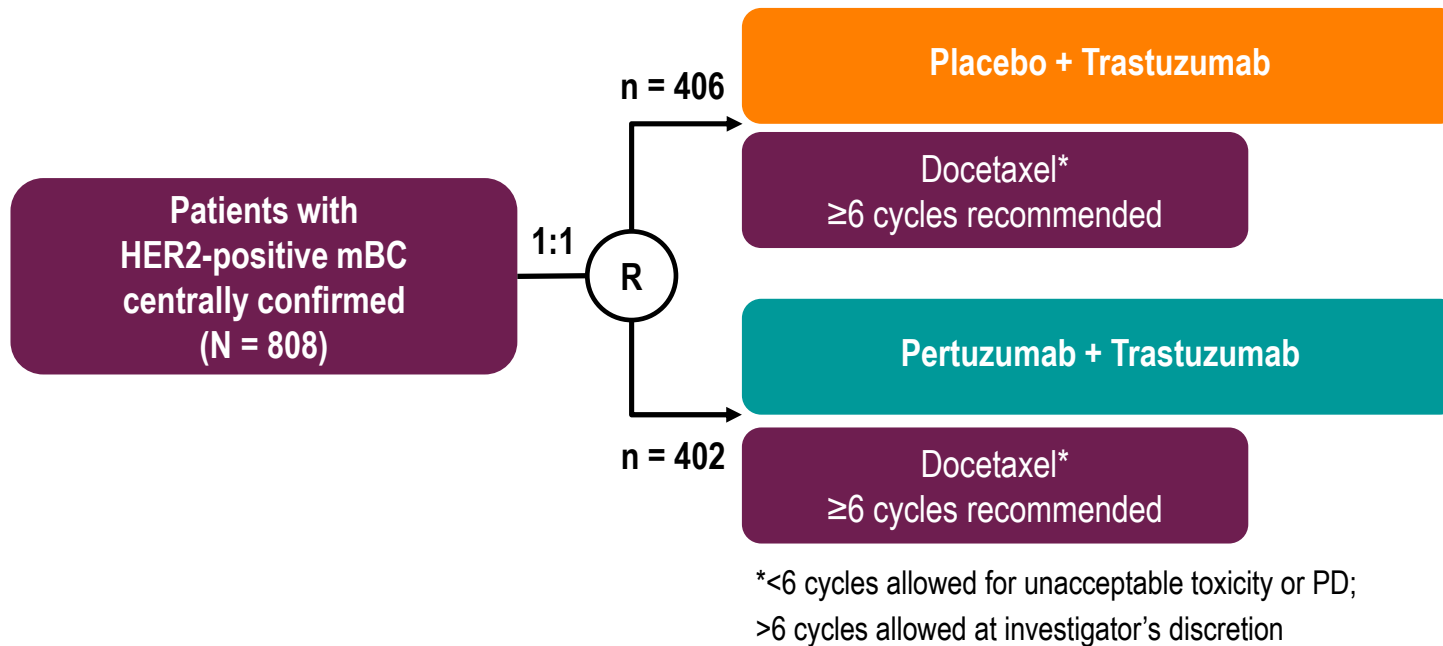 Patients with
HER2-positive mBC
centrally confirmed
(N = 808)
1:1
R
n = 406
Placebo + Trastuzumab
Docetaxel*
≥6 cycles recommended
n = 402
Pertuzumab + Trastuzumab
Docetaxel*
≥6 cycles recommended
*<6 cycles allowed for unacceptable toxicity or PD;
>6 cycles allowed at investigator’s discretion